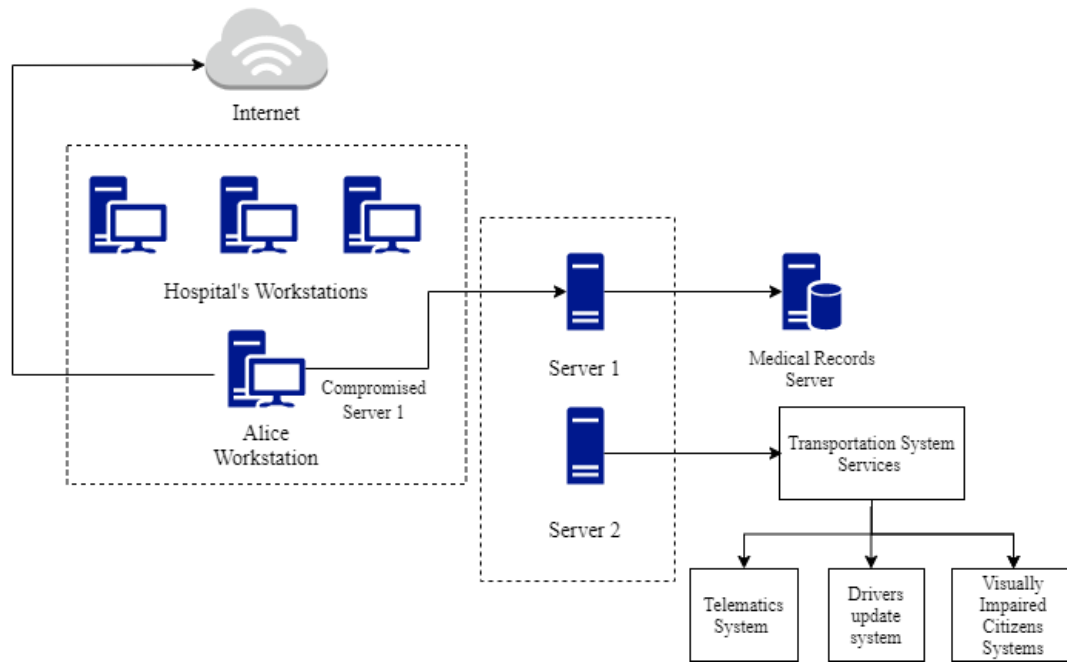 Internet
Hospital's Workstations
Alice
Workstation
Compromised
Server 1
Server 1
Server 2
Medical Records
Server
Transportation System
Services
Telematics
System
Drivers
update
system
Visually
Impaired
Citizens
Systems